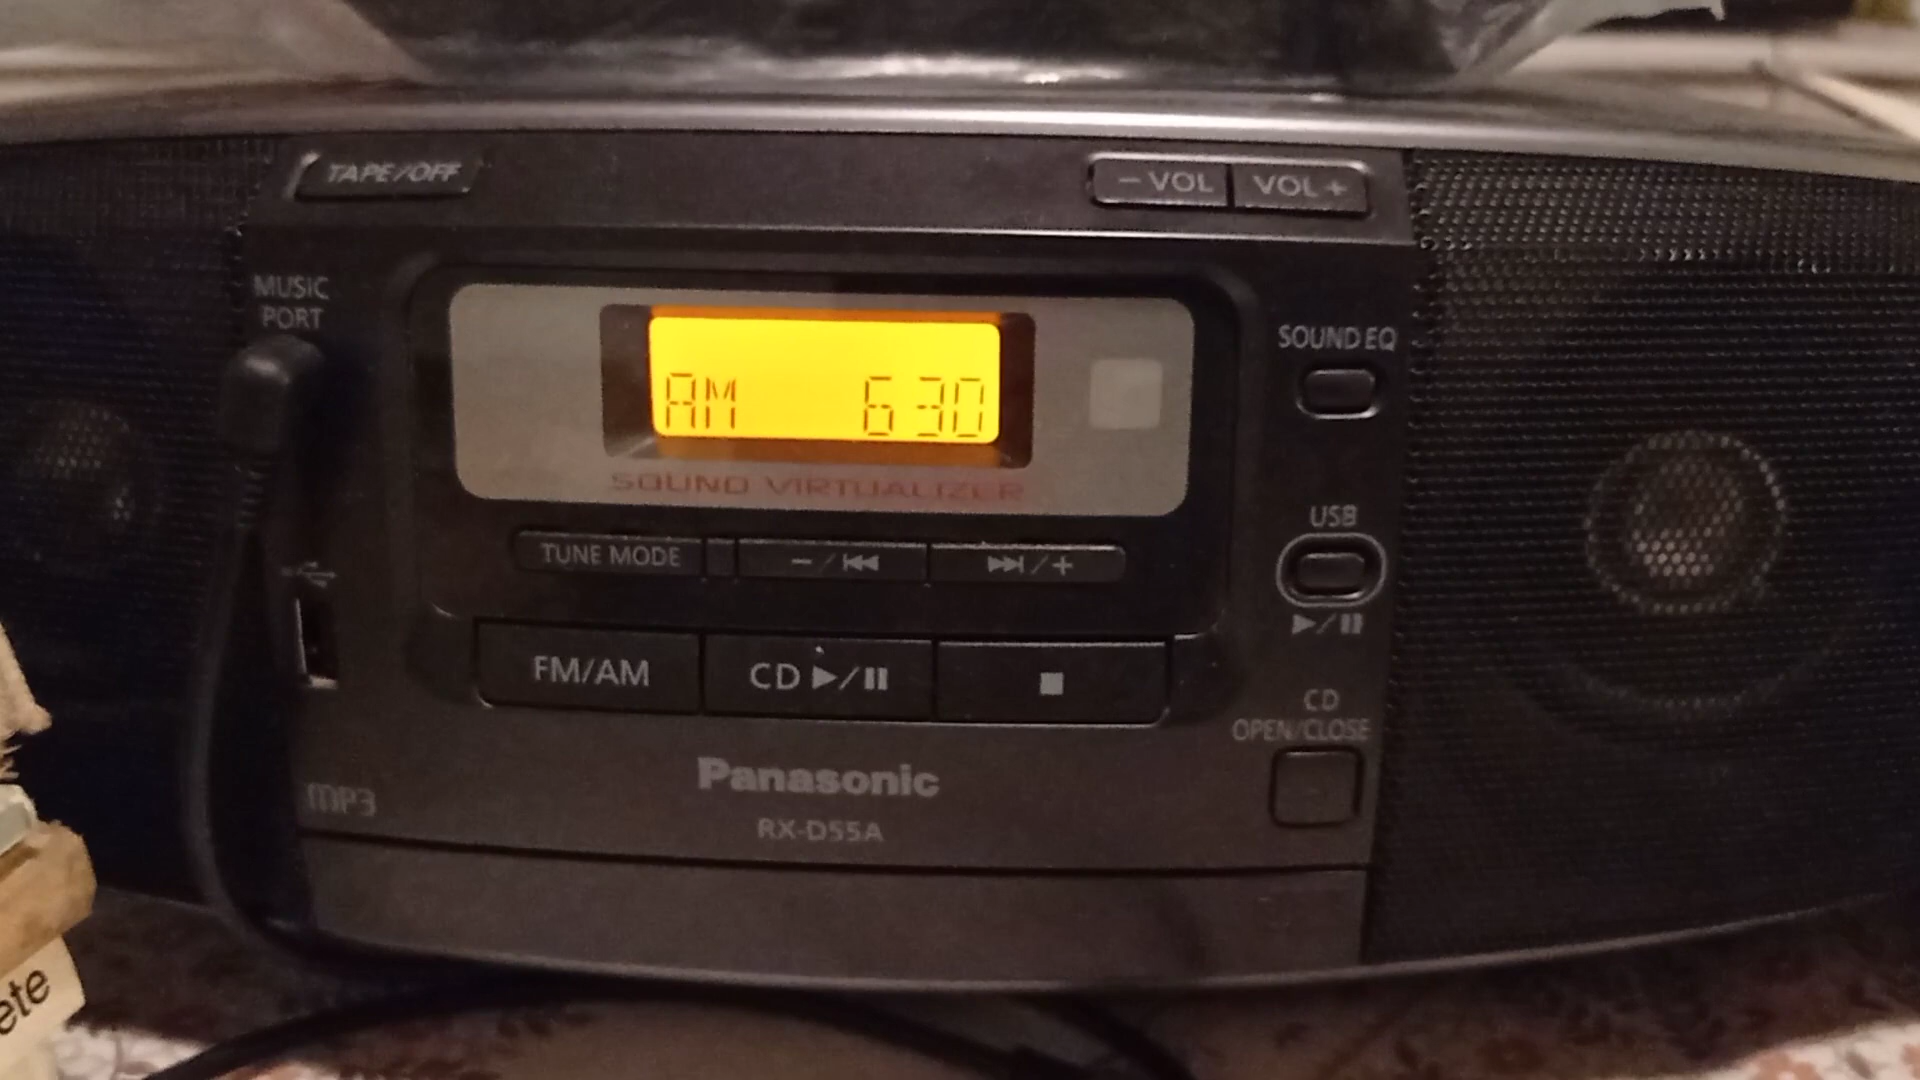 TAPE/OFF
− VOL
VOL +
MUSIC
PORT
SOUND EQ
AM 630
SOUND VIRTUALIZER
USB
TUNE MODE
− / ⏮
⏭ / +
▶/⏸
FM/AM
CD ▶/⏸
■
CD
OPEN/CLOSE
Panasonic
MP3
RX-D55A
ete